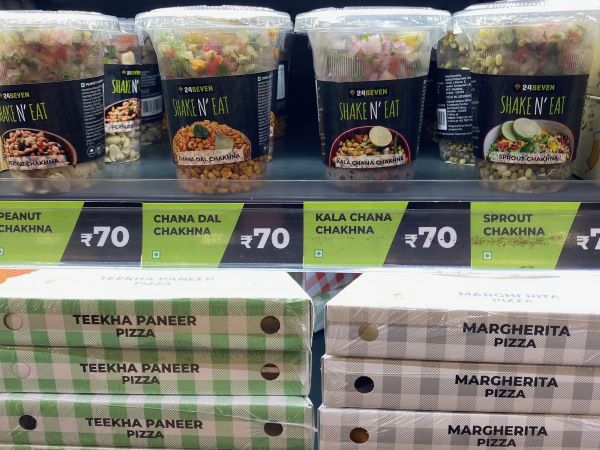 24SEVEN
SHAKE N' EAT
CHANA DAL CHAKHNA
24SEVEN
SHAKE N' EAT
KALA CHANA CHAKHNA
24SEVEN
SHAKE N' EAT
SPROUT CHAKHNA
24SEVEN
SHAKE N' EAT
CHAKHNA
PEANUT
CHAKHNA
₹70
CHANA DAL
CHAKHNA
₹70
KALA CHANA
CHAKHNA
₹70
SPROUT
CHAKHNA
₹7
TEEKHA PANEER
PIZZA
TEEKHA PANEER
PIZZA
TEEKHA PANEER
PIZZA
TEEKHA PANEER
PIZZA
MARGHERITA
PIZZA
MARGHERITA
PIZZA
MARGHERITA
PIZZA
MARGHERITA
PIZZA